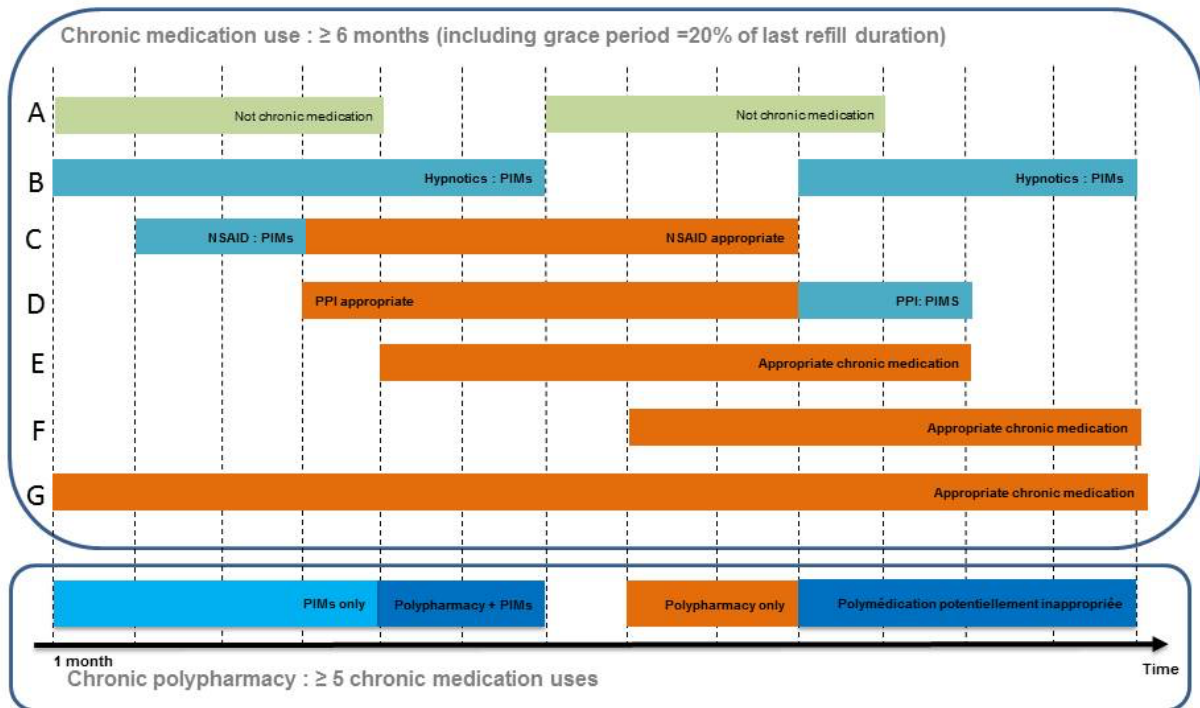 Chronic medication use : ≥ 6 months (including grace period =20% of last refill duration)
A
Not chronic medication
Not chronic medication
B
Hypnotics : PIMs
Hypnotics : PIMs
C
NSAID : PIMs
NSAID appropriate
D
PPI appropriate
PPI: PIMS
E
Appropriate chronic medication
F
Appropriate chronic medication
G
Appropriate chronic medication
PIMs only
Polypharmacy + PIMs
Polypharmacy only
Polymédication potentiellement inappropriée
1 month
Time
Chronic polypharmacy : ≥ 5 chronic medication uses